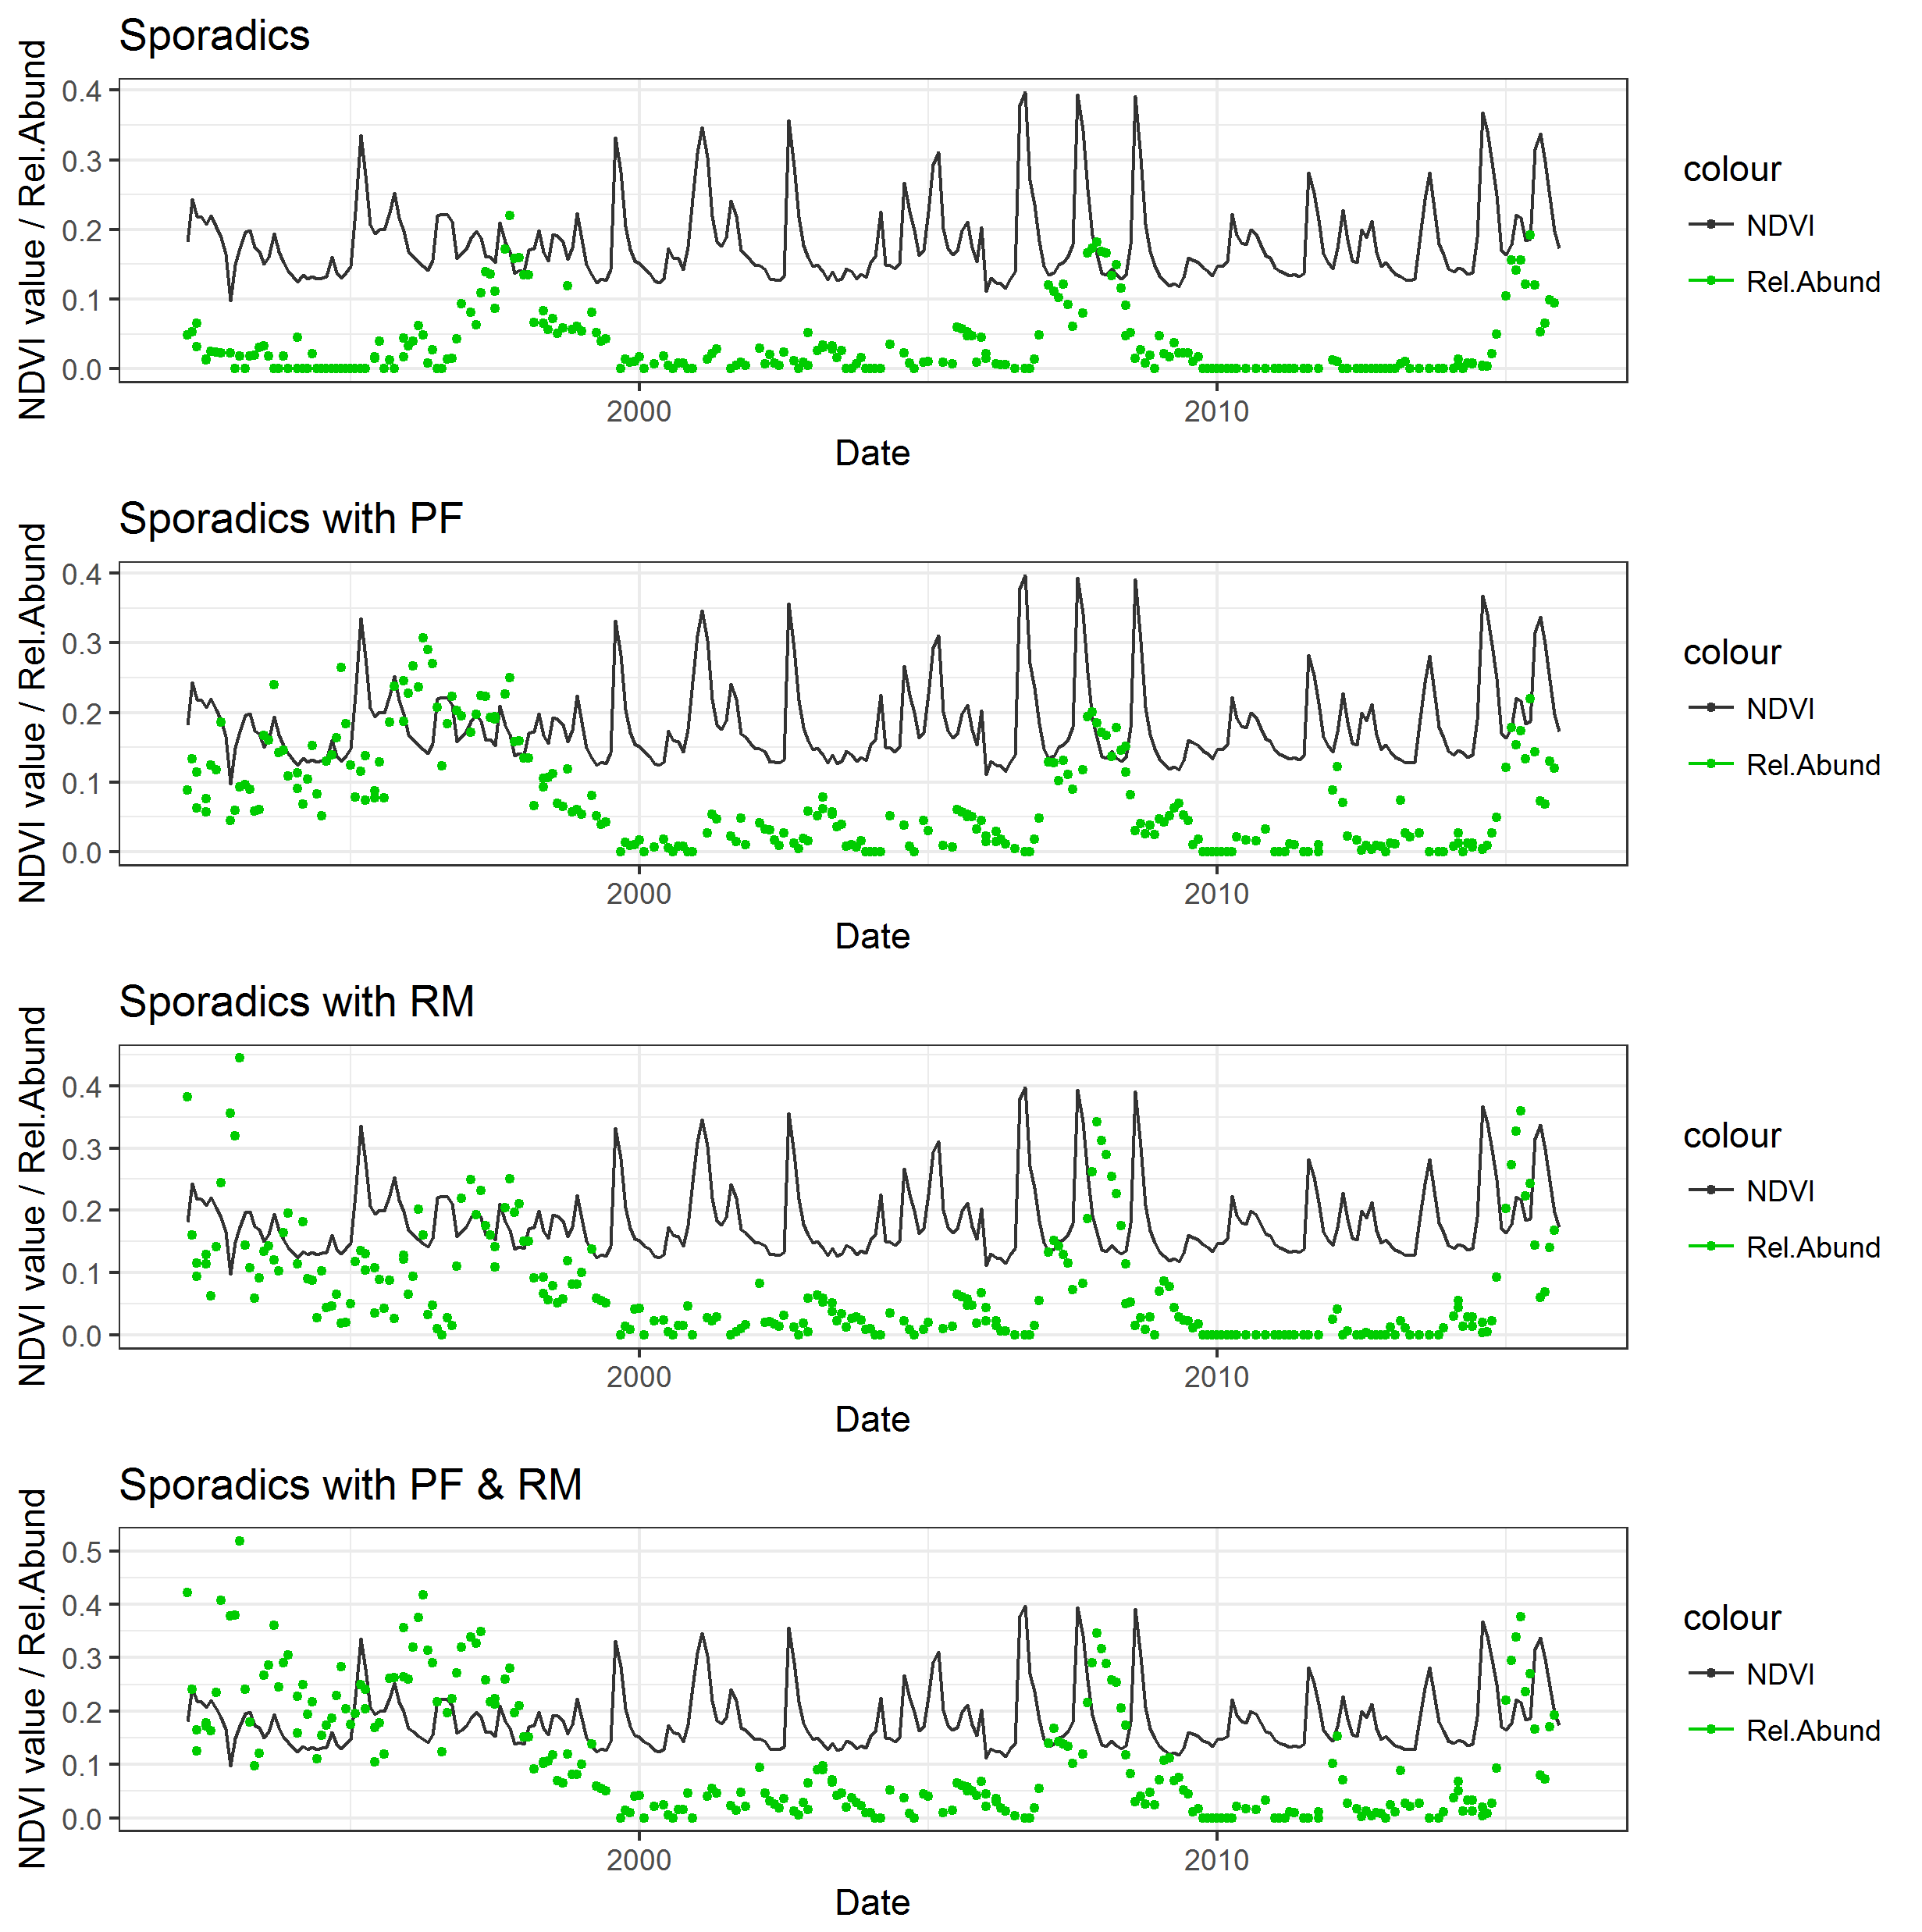 Sporadics
NDVI value / Rel.Abund
0.4
0.3
0.2
0.1
0.0
2000
2010
Date
colour
NDVI
Rel.Abund
Sporadics with PF
NDVI value / Rel.Abund
0.4
0.3
0.2
0.1
0.0
2000
2010
Date
colour
NDVI
Rel.Abund
Sporadics with RM
NDVI value / Rel.Abund
0.4
0.3
0.2
0.1
0.0
2000
2010
Date
colour
NDVI
Rel.Abund
Sporadics with PF & RM
NDVI value / Rel.Abund
0.5
0.4
0.3
0.2
0.1
0.0
2000
2010
Date
colour
NDVI
Rel.Abund